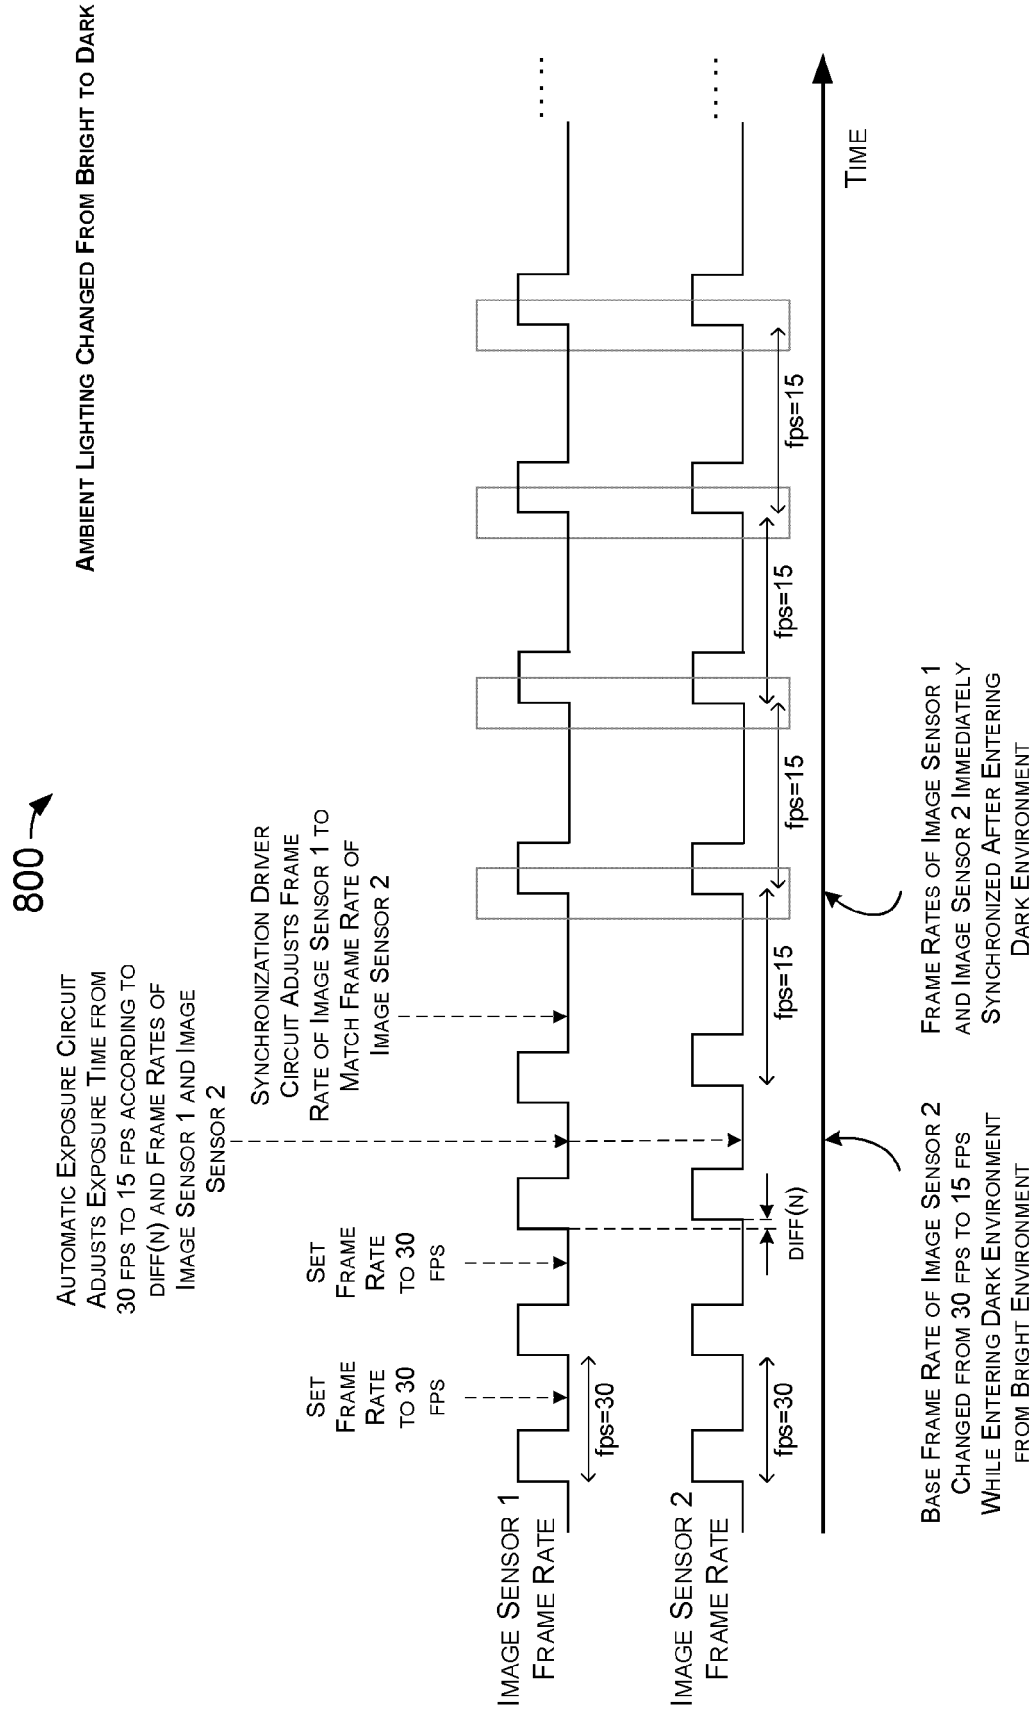 800
AMBIENT LIGHTING CHANGED FROM BRIGHT TO DARK
AUTOMATIC EXPOSURE CIRCUIT
ADJUSTS EXPOSURE TIME FROM
30 FPS TO 15 FPS ACCORDING TO
DIFF(N) AND FRAME RATES OF
IMAGE SENSOR 1 AND IMAGE
SENSOR 2
SYNCHRONIZATION DRIVER
CIRCUIT ADJUSTS FRAME
RATE OF IMAGE SENSOR 1 TO
MATCH FRAME RATE OF
IMAGE SENSOR 2
SET
FRAME
RATE
TO 30
FPS
SET
FRAME
RATE
TO 30
FPS
IMAGE SENSOR 1
FRAME RATE
fps=30
.....
IMAGE SENSOR 2
FRAME RATE
fps=30
DIFF(N)
fps=15
fps=15
fps=15
fps=15
.....
TIME
BASE FRAME RATE OF IMAGE SENSOR 2
CHANGED FROM 30 FPS TO 15 FPS
WHILE ENTERING DARK ENVIRONMENT
FROM BRIGHT ENVIRONMENT
FRAME RATES OF IMAGE SENSOR 1
AND IMAGE SENSOR 2 IMMEDIATELY
SYNCHRONIZED AFTER ENTERING
DARK ENVIRONMENT